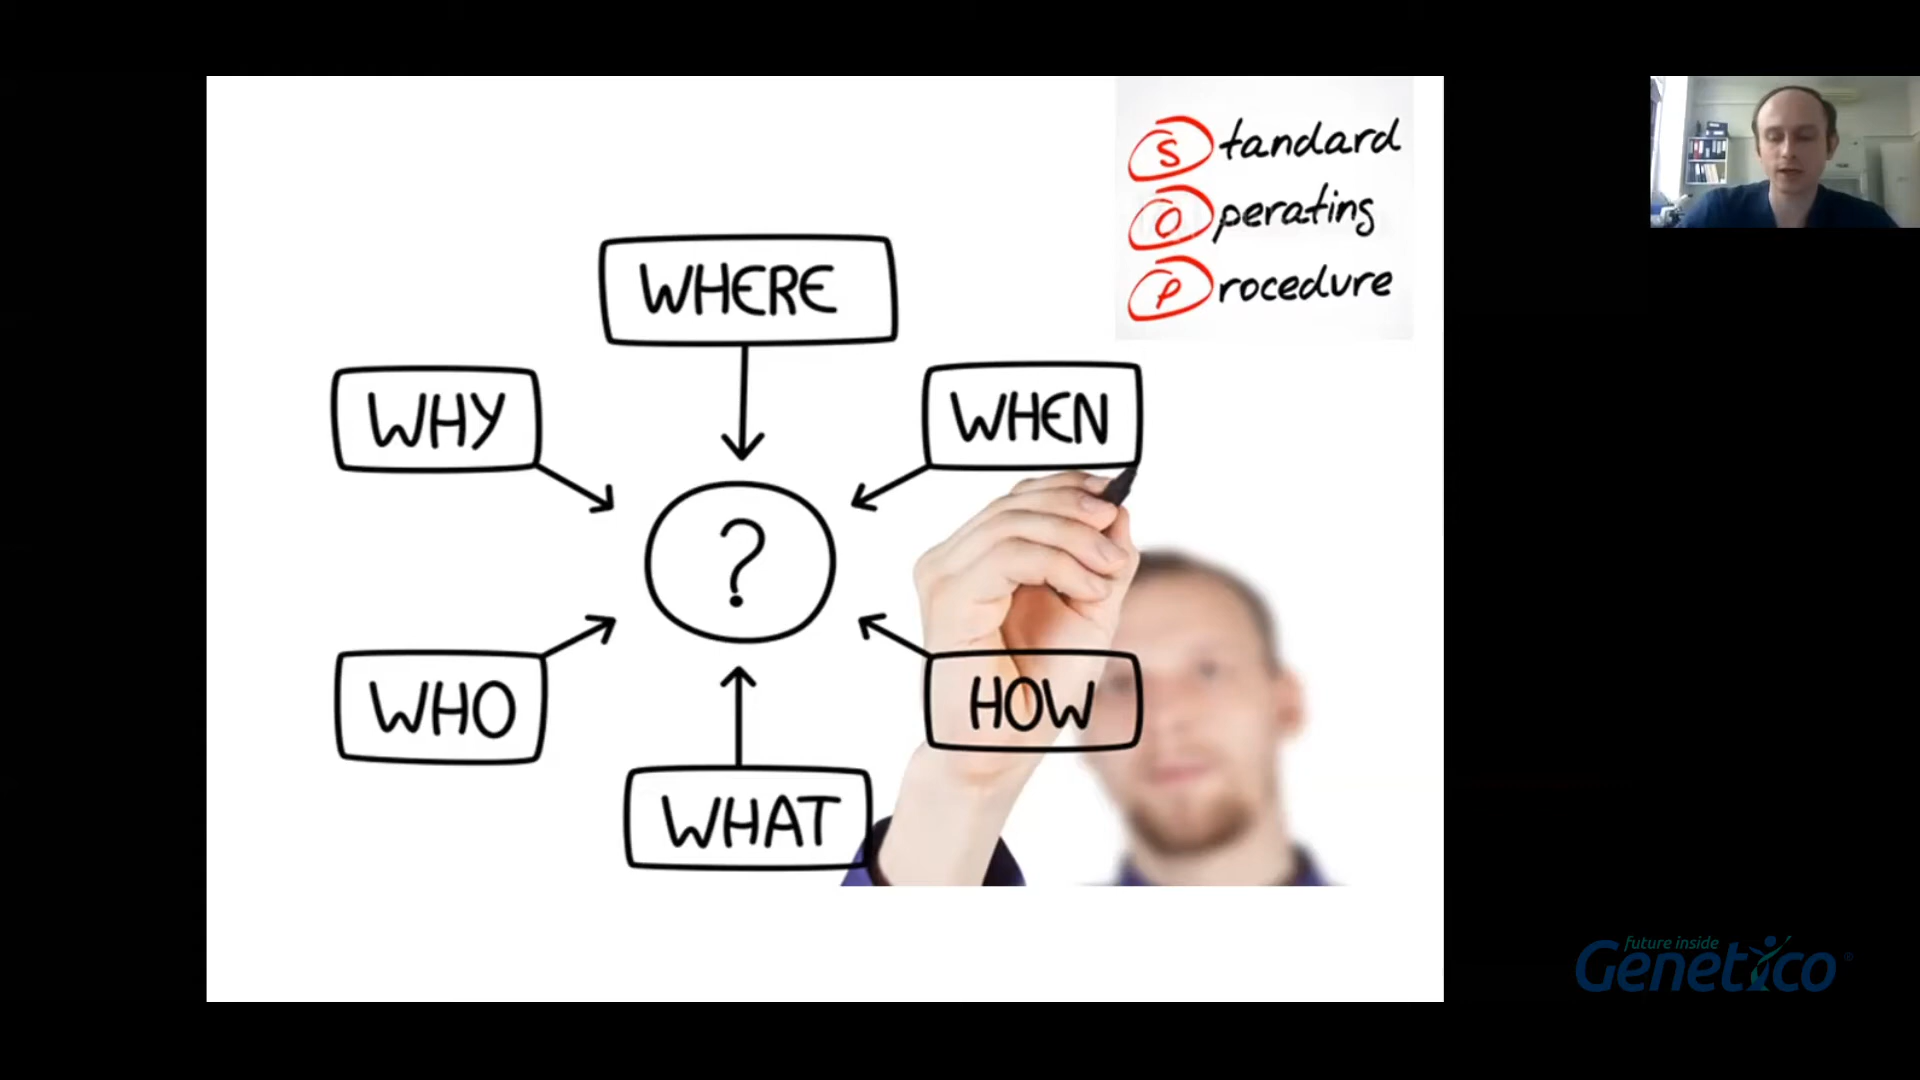 Standard
Operating
Procedure
WHERE
WHY
WHEN
?
WHO
HOW
WHAT
future inside
Genetico®